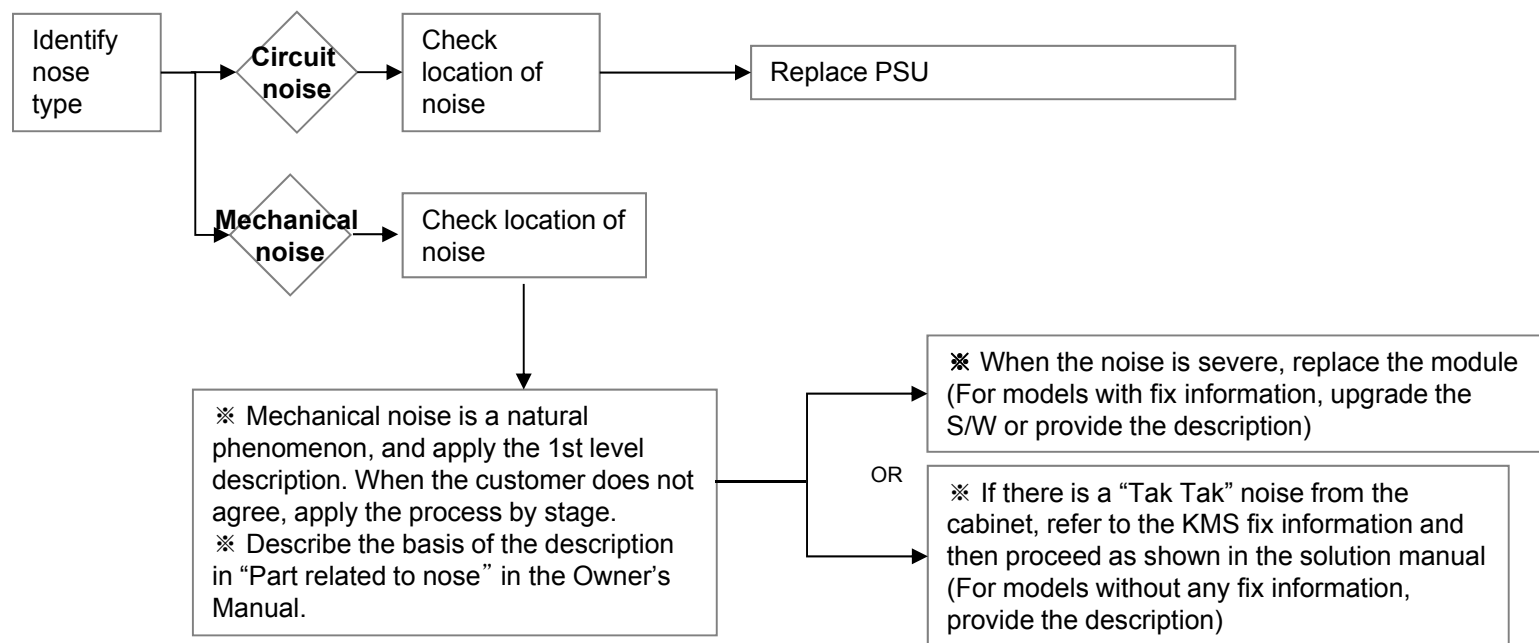 Identify
nose
type
Circuit
noise
Check
location of
noise
Replace PSU
Mechanical
noise
Check location of
noise
※ Mechanical noise is a natural
phenomenon, and apply the 1st level
description. When the customer does not
agree, apply the process by stage.
※ Describe the basis of the description
in “Part related to nose” in the Owner’s
Manual.
※ When the noise is severe, replace the module
(For models with fix information, upgrade the
S/W or provide the description)
OR
※ If there is a “Tak Tak” noise from the
cabinet, refer to the KMS fix information and
then proceed as shown in the solution manual
(For models without any fix information,
provide the description)